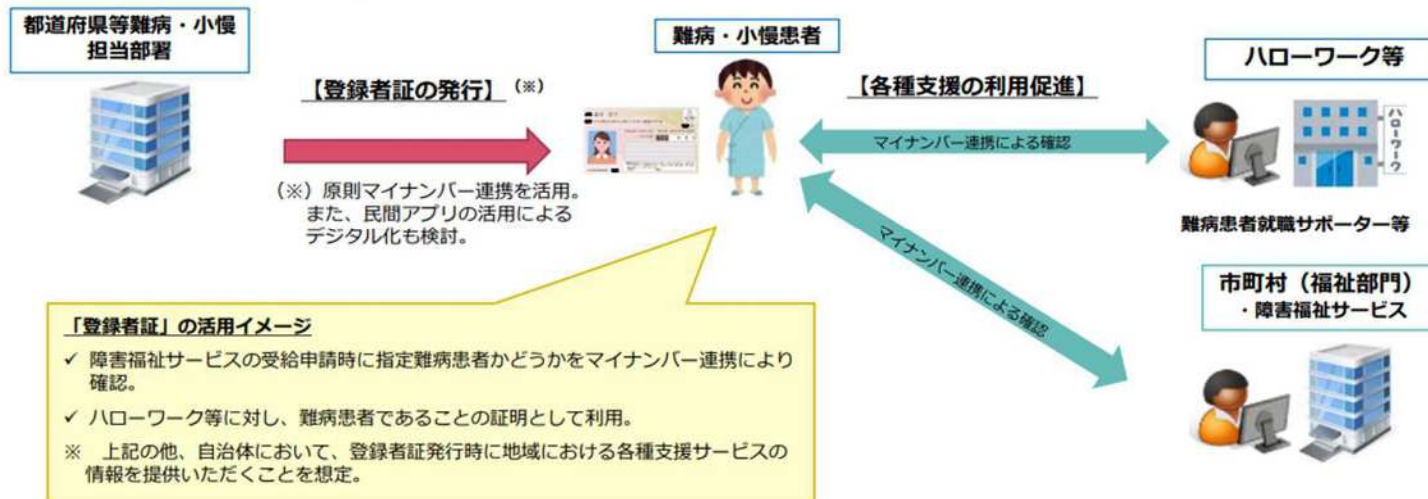 都道府県等難病・小慢
担当部署
【登録者証の発行】（※）
（※）原則マイナンバー連携を活用。
また、民間アプリの活用による
デジタル化も検討。
難病・小慢患者
【各種支援の利用促進】
マイナンバー連携による確認
マイナンバー連携による確認
ハローワーク等
ハローワーク
難病患者就職サポーター等
市町村（福祉部門）
・障害福祉サービス
「登録者証」の活用イメージ
✓ 障害福祉サービスの受給申請時に指定難病患者かどうかをマイナンバー連携により
確認。
✓ ハローワーク等に対し、難病患者であることの証明として利用。
※　上記の他、自治体において、登録者証発行時に地域における各種支援サービスの
情報を提供いただくことを想定。